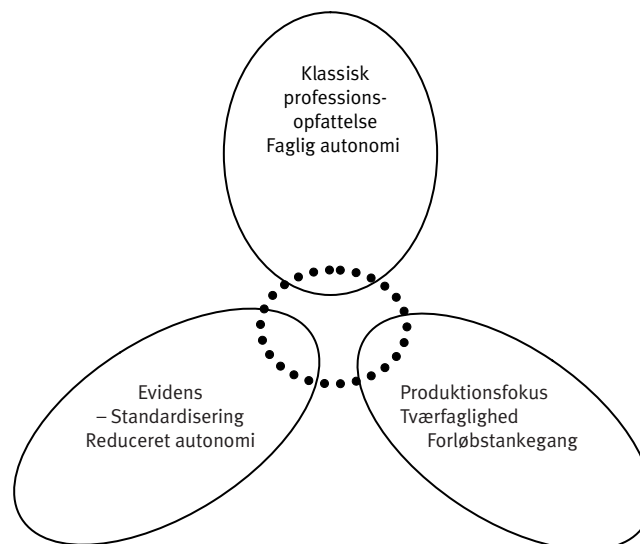 Klassisk
professions-
opfattelse
Faglig autonomi
Evidens
– Standardisering
Reduceret autonomi
Produktionsfokus
Tværfaglighed
Forløbstankegang